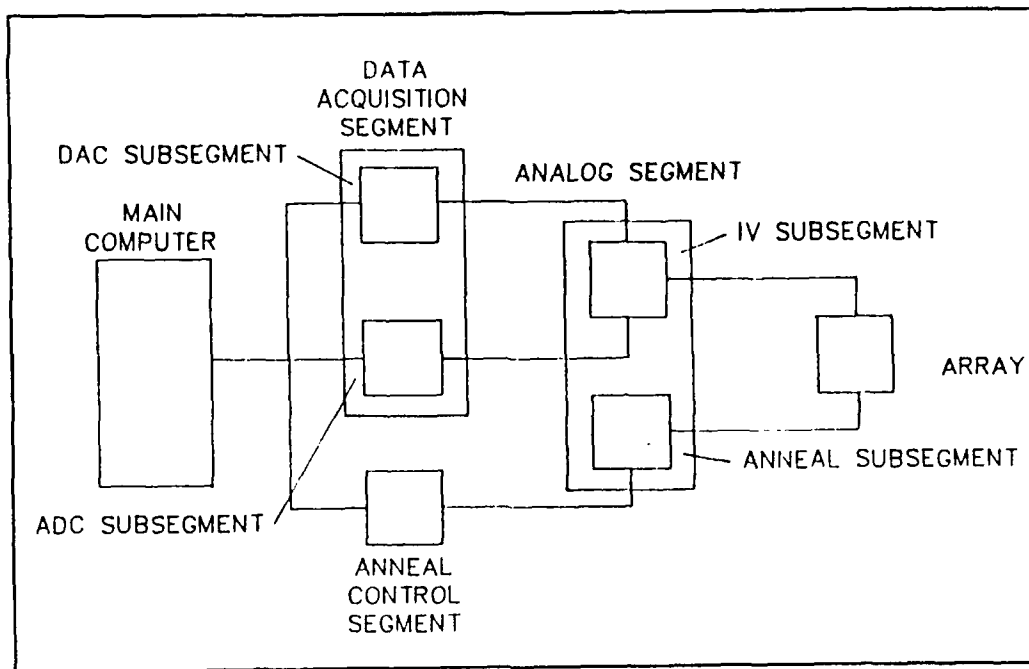 DATA
ACQUISITION
SEGMENT
DAC SUBSEGMENT
ANALOG SEGMENT
MAIN
COMPUTER
IV SUBSEGMENT
ARRAY
ANNEAL SUBSEGMENT
ADC SUBSEGMENT
ANNEAL
CONTROL
SEGMENT